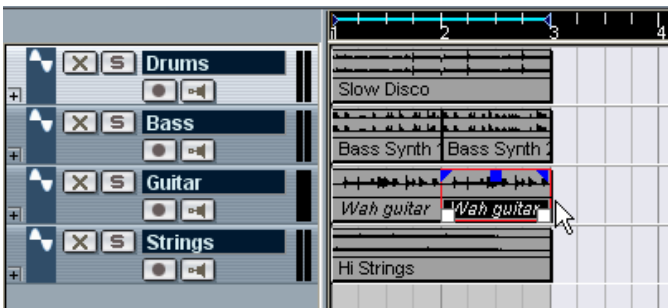 1 2 3 4
X S Drums
Slow Disco
X S Bass
Bass Synth 1 Bass Synth 2
X S Guitar
Wah guitar Wah guitar
X S Strings
Hi Strings